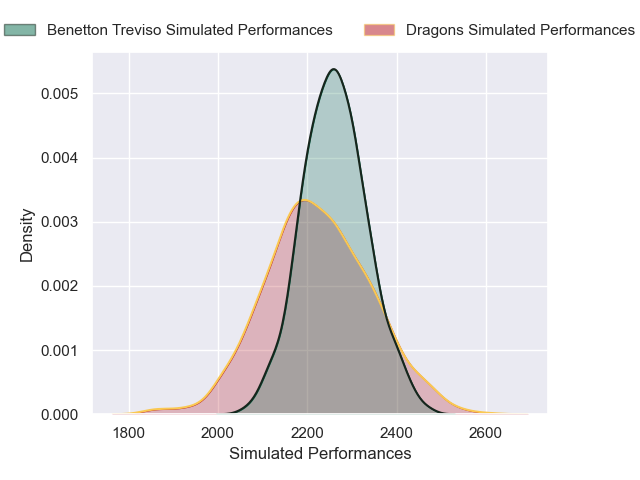 Benetton Treviso Simulated Performances Dragons Simulated Performances
0.005
0.004
0.003
0.002
0.001
0.000
Density
1800 2000 2200 2400 2600
Simulated Performances